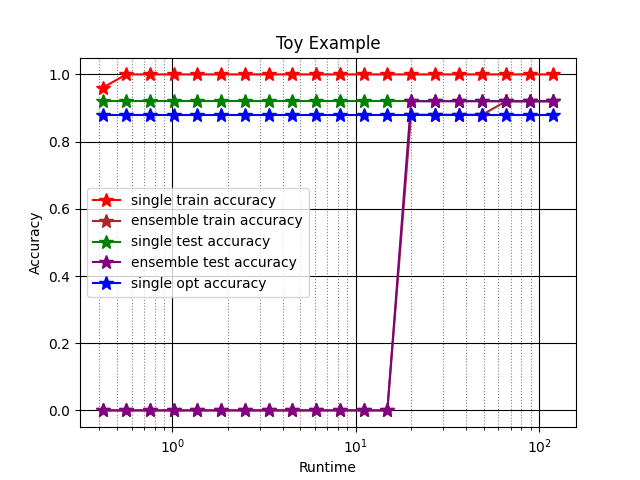 Toy Example
1.0
0.8
0.6
0.4
0.2
0.0
Accuracy
single train accuracy
ensemble train accuracy
single test accuracy
ensemble test accuracy
single opt accuracy
10⁰
10¹
10²
Runtime